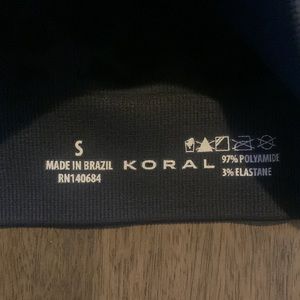 S
MADE IN BRAZIL
RN140684
KORAL
97% POLYAMIDE
3% ELASTANE